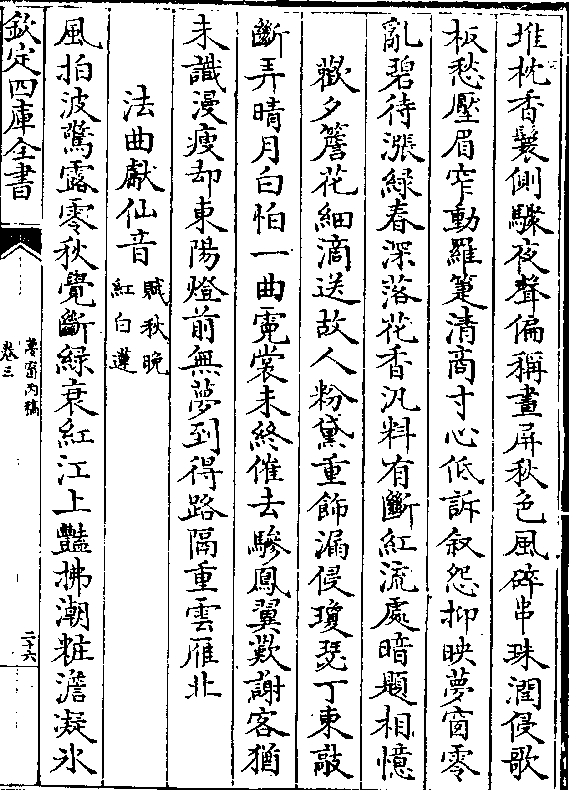 堆枕香鬟側驟夜聲偏稱畫屏秋色風碎串珠潤侵歌
板愁壓眉窄動羅箑清商寸心低訴敘怨抑映夢窗零
亂碧待漲綠春深落花香汎料有斷紅流處暗題相憶
歡夕簷花細滴送故人粉黛重飾漏侵瓊瑟丁東敲
斷弄晴月白怕一曲霓裳未終催去驂鳳翼歎謝客猶
未識漫瘦却東陽燈前無夢到得路隔重雲雁北
法曲獻仙音
賦秋晚
紅白蓮
風拍波驚露零秋覺斷綠衰紅江上豔拂潮粧澹凝氷
欽定四庫全書
夢窗丙稿
卷三
二十六